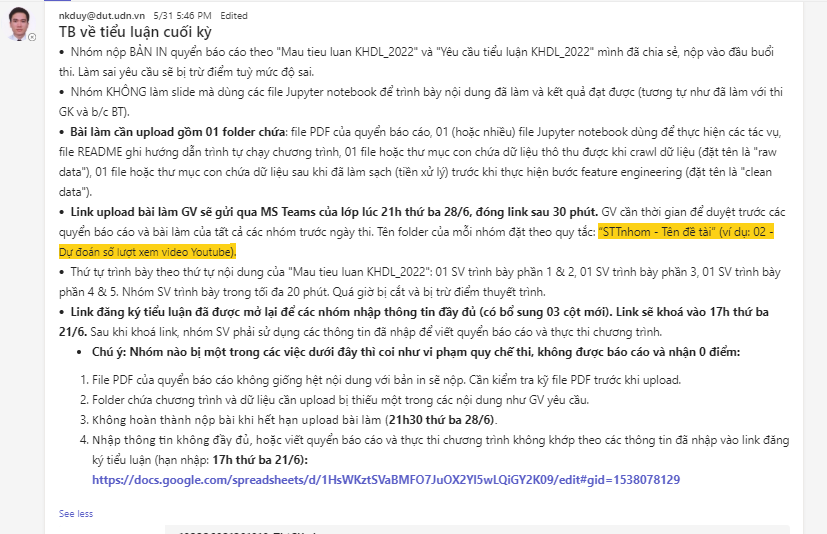 nkduy@dut.udn.vn 5/31 5:46 PM Edited
TB về tiểu luận cuối kỳ
• Nhóm nộp BẢN IN quyển báo cáo theo "Mau tieu luan KHDL_2022" và "Yêu cầu tiểu luận KHDL_2022" mình đã chia sẻ, nộp vào đầu buổi
thi. Làm sai yêu cầu sẽ bị trừ điểm tuỳ mức độ sai.
• Nhóm KHÔNG làm slide mà dùng các file Jupyter notebook để trình bày nội dung đã làm và kết quả đạt được (tương tự như đã làm với thi
GK và b/c BT).
• Bài làm cần upload gồm 01 folder chứa: file PDF của quyển báo cáo, 01 (hoặc nhiều) file Jupyter notebook dùng để thực hiện các tác vụ,
file README ghi hướng dẫn trình tự chạy chương trình, 01 file hoặc thư mục con chứa dữ liệu thô thu được khi crawl dữ liệu (đặt tên là "raw
data"), 01 file hoặc thư mục con chứa dữ liệu sau khi đã làm sạch (tiền xử lý) trước khi thực hiện bước feature engineering (đặt tên là "clean
data").
• Link upload bài làm GV sẽ gửi qua MS Teams của lớp lúc 21h thứ ba 28/6, đóng link sau 30 phút. GV cần thời gian để duyệt trước các
quyển báo cáo và bài làm của tất cả các nhóm trước ngày thi. Tên folder của mỗi nhóm đặt theo quy tắc: "STTnhom - Tên đề tài" (ví dụ: 02 -
Dự đoán số lượt xem video Youtube).
• Thứ tự trình bày theo thứ tự nội dung của "Mau tieu luan KHDL_2022": 01 SV trình bày phần 1 & 2, 01 SV trình bày phần 3, 01 SV trình bày
phần 4 & 5. Nhóm SV trình bày trong tối đa 20 phút. Quá giờ bị cắt và bị trừ điểm thuyết trình.
• Link đăng ký tiểu luận đã được mở lại để các nhóm nhập thông tin đầy đủ (có bổ sung 03 cột mới). Link sẽ khoá vào 17h thứ ba
21/6. Sau khi khoá link, nhóm SV phải sử dụng các thông tin đã nhập để viết quyển báo cáo và thực thi chương trình.
• Chú ý: Nhóm nào bị một trong các việc dưới đây thì coi như vi phạm quy chế thi, không được báo cáo và nhận 0 điểm:
1. File PDF của quyển báo cáo không giống hệt nội dung với bản in sẽ nộp. Cần kiểm tra kỹ file PDF trước khi upload.
2. Folder chứa chương trình và dữ liệu cần upload bị thiếu một trong các nội dung như GV yêu cầu.
3. Không hoàn thành nộp bài khi hết hạn upload bài làm (21h30 thứ ba 28/6).
4. Nhập thông tin không đầy đủ, hoặc viết quyển báo cáo và thực thi chương trình không khớp theo các thông tin đã nhập vào link đăng
ký tiểu luận (hạn nhập: 17h thứ ba 21/6):
https://docs.google.com/spreadsheets/d/1HsWKztSVaBMFO7JuOX2Yl5wLQiGY2K09/edit#gid=1538078129
See less